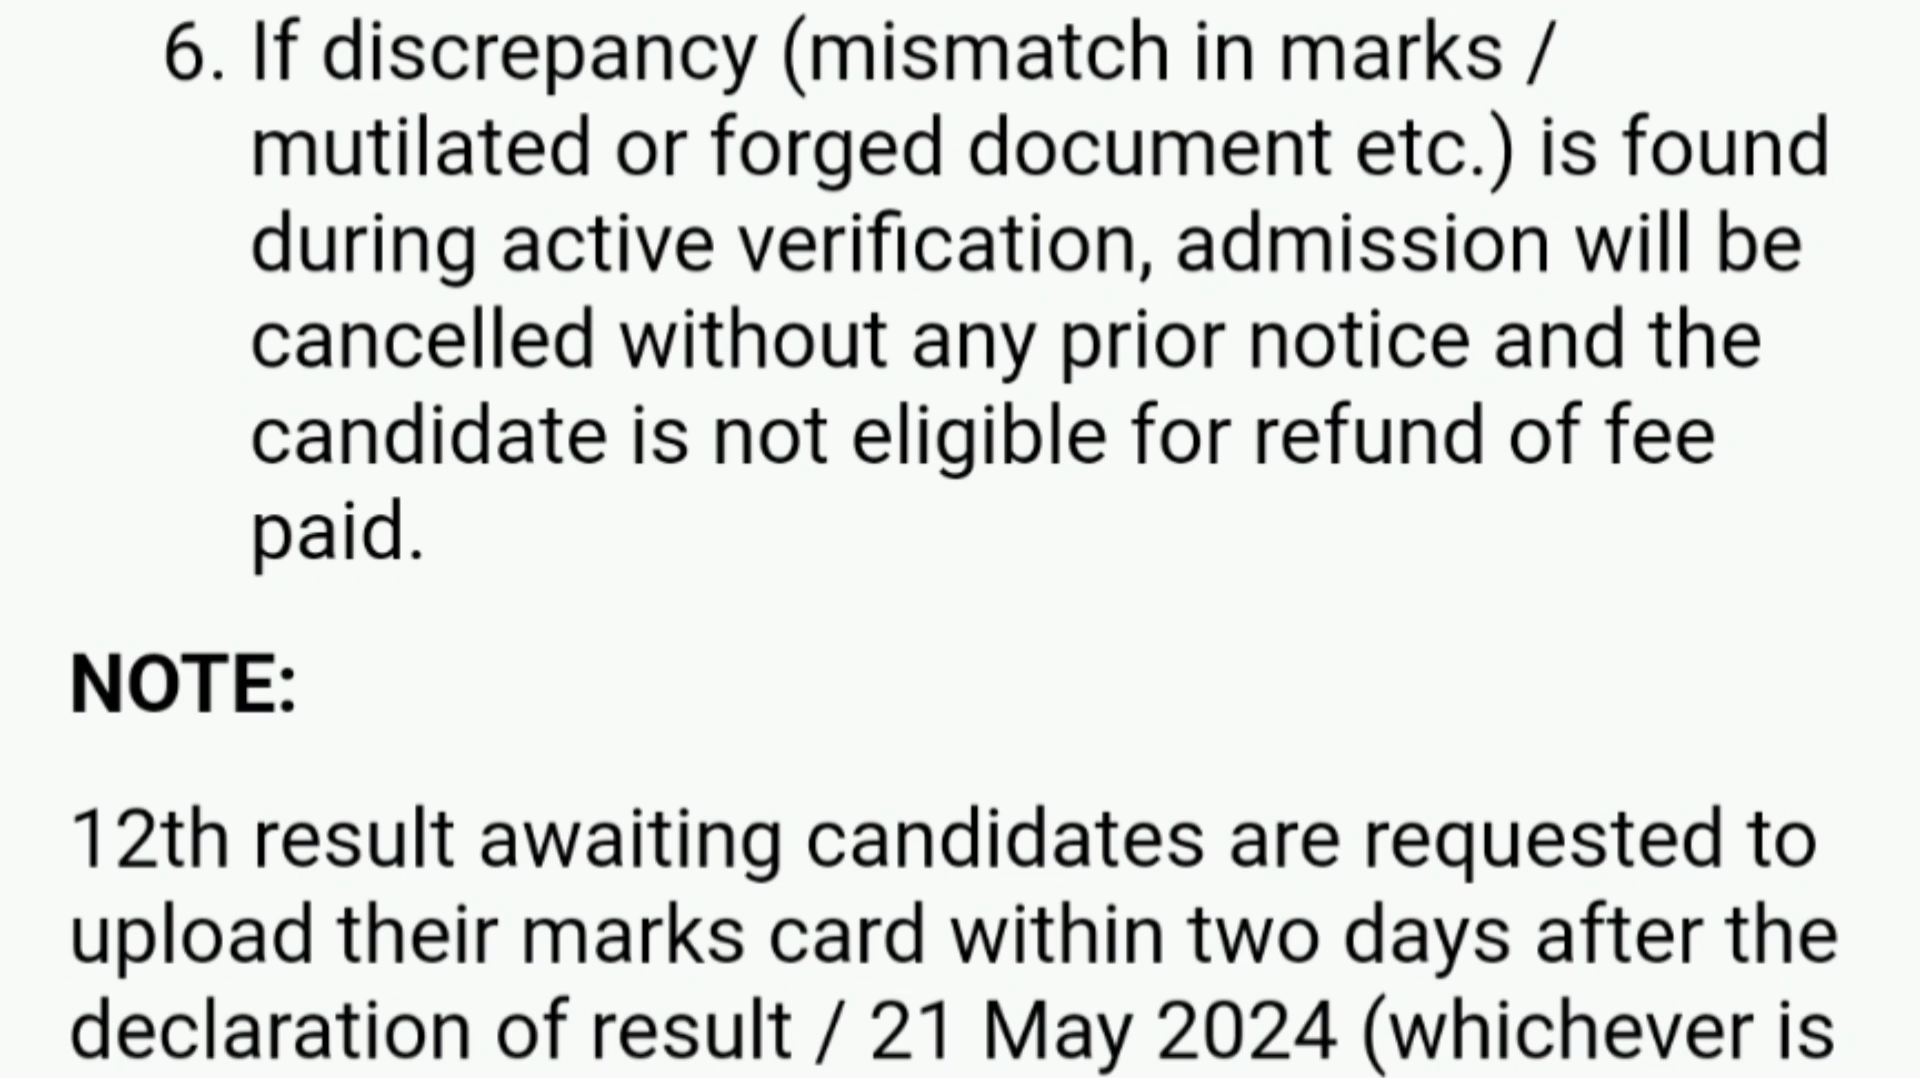 6. If discrepancy (mismatch in marks /
mutilated or forged document etc.) is found
during active verification, admission will be
cancelled without any prior notice and the
candidate is not eligible for refund of fee
paid.
NOTE:
12th result awaiting candidates are requested to
upload their marks card within two days after the
declaration of result / 21 May 2024 (whichever is